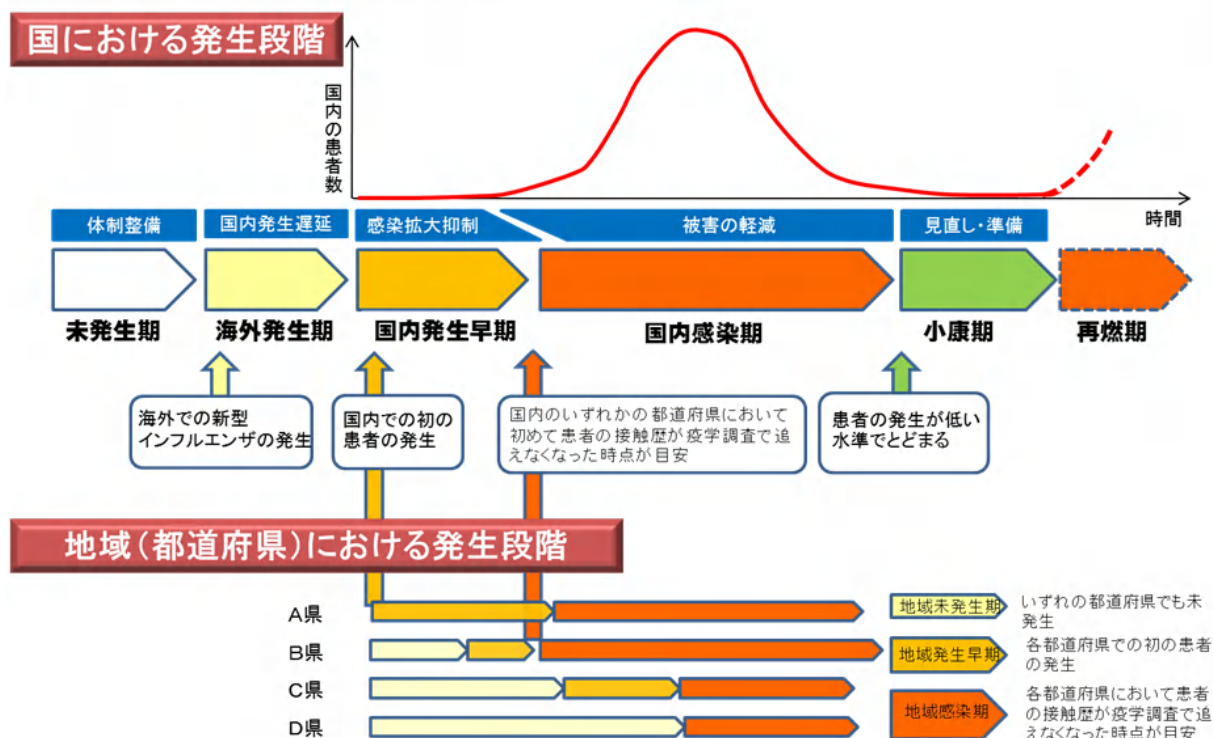 国における発生段階
国内の患者数
時間
体制整備
国内発生遅延
感染拡大抑制
被害の軽減
見直し・準備
未発生期
海外発生期
国内発生早期
国内感染期
小康期
再燃期
海外での新型
インフルエンザの発生
国内での初の
患者の発生
国内のいずれかの都道府県において
初めて患者の接触歴が疫学調査で追
えなくなった時点が目安
患者の発生が低い
水準でとどまる
地域(都道府県)における発生段階
A県
B県
C県
D県
地域未発生期
いずれの都道府県でも未
発生
地域発生早期
各都道府県での初の患者
の発生
地域感染期
各都道府県において患者
の接触歴が疫学調査で追
えなくなった時点が目安